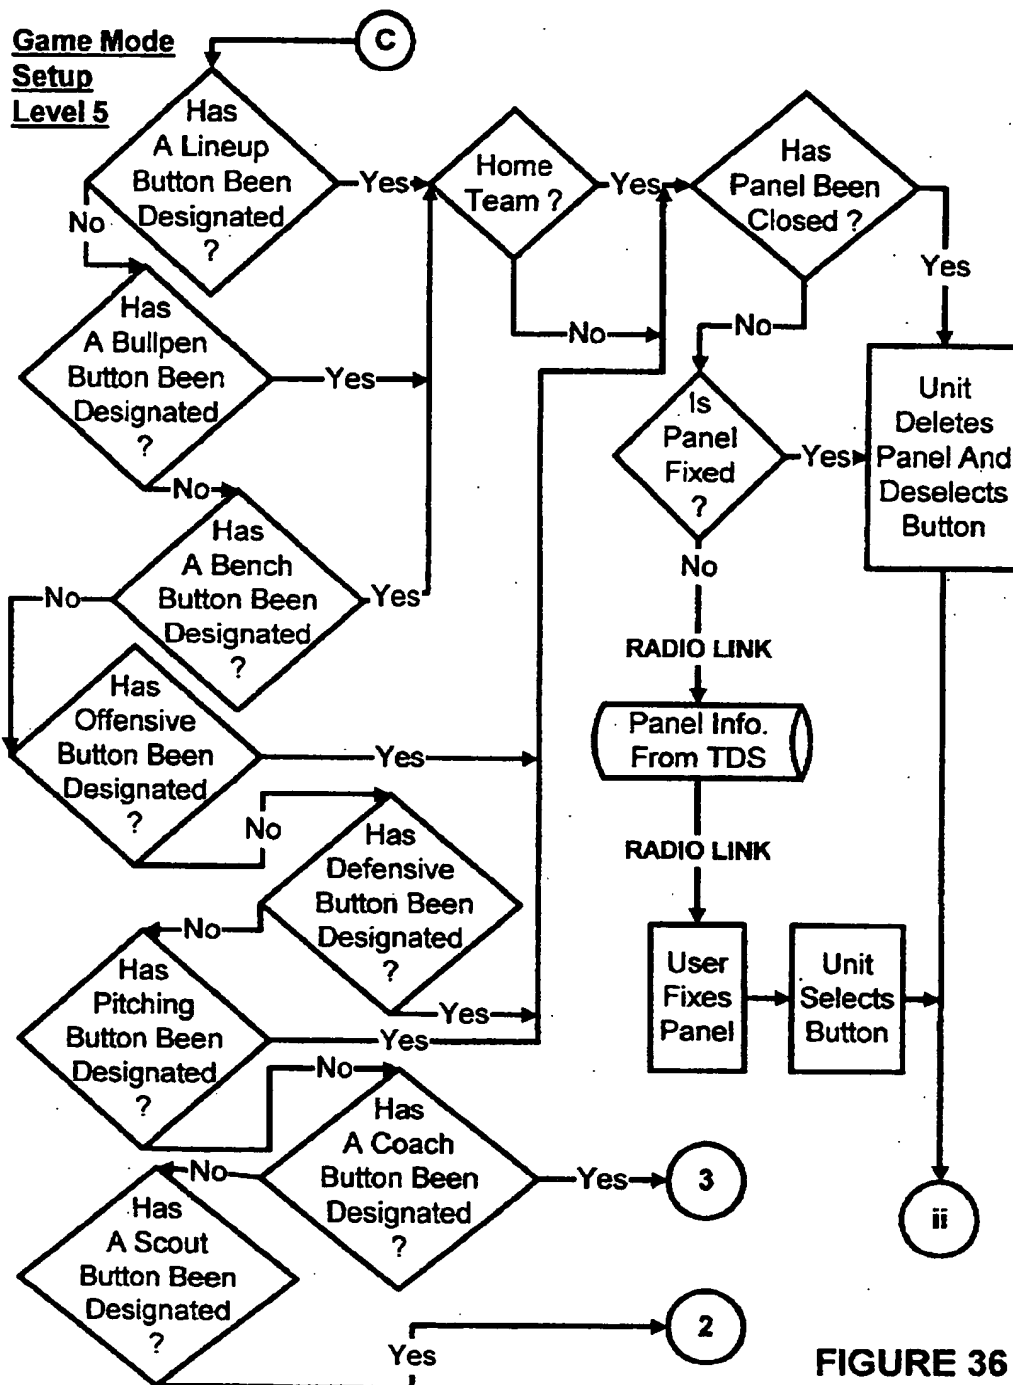 Game Mode
Setup
Level 5
C
Has
A Lineup
Button Been
Designated
?
Yes
No
Home
Team ?
Yes
No
Has
Panel Been
Closed ?
Yes
No
Has
A Bullpen
Button Been
Designated
?
Yes
No
Is
Panel
Fixed
?
Yes
No
Unit
Deletes
Panel And
Deselects
Button
Has
A Bench
Button Been
Designated
?
Yes
No
RADIO LINK
Panel Info.
From TDS
RADIO LINK
Has
Offensive
Button Been
Designated
?
Yes
No
Has
Defensive
Button Been
Designated
?
No
Yes
User
Fixes
Panel
Unit
Selects
Button
Has
Pitching
Button Been
Designated
?
Yes
No
Has
A Coach
Button Been
Designated
?
No
Yes
3
ii
Has
A Scout
Button Been
Designated
?
Yes
2
FIGURE 36